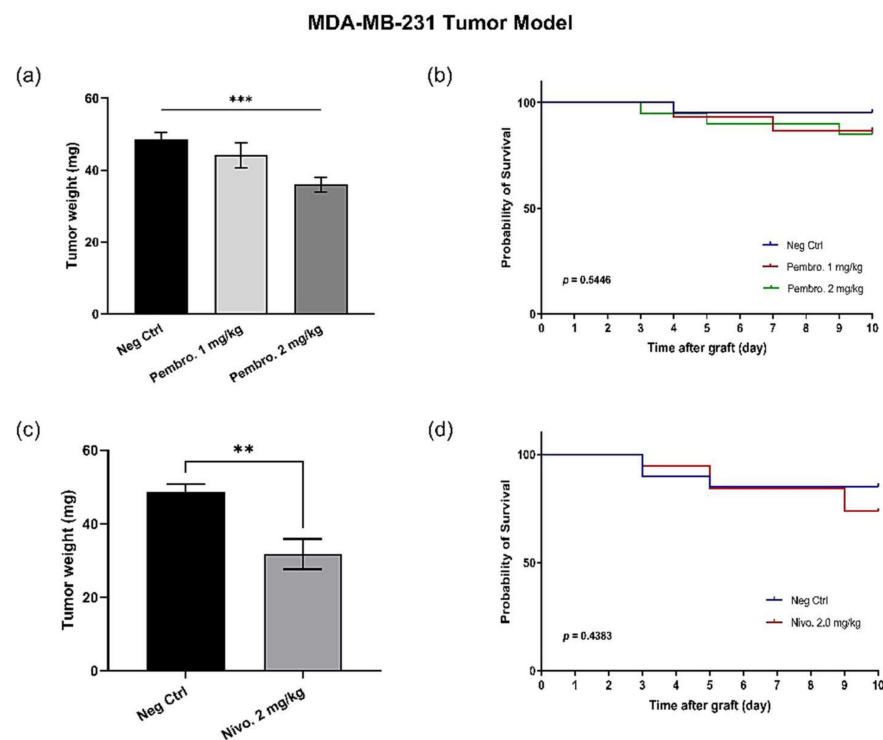 MDA-MB-231 Tumor Model
(a)
Tumor weight (mg)
60
40
20
0
***
Neg Ctrl
Pembro. 1 mg/kg
Pembro. 2 mg/kg
(b)
Probability of Survival
100
50
0
Neg Ctrl
Pembro. 1 mg/kg
Pembro. 2 mg/kg
p = 0.5446
0 1 2 3 4 5 6 7 8 9 10
Time after graft (day)
(c)
Tumor weight (mg)
60
40
20
0
**
Neg Ctrl
Nivo. 2 mg/kg
(d)
Probability of Survival
100
50
0
Neg Ctrl
Nivo. 2.0 mg/kg
p = 0.4383
0 1 2 3 4 5 6 7 8 9 10
Time after graft (day)